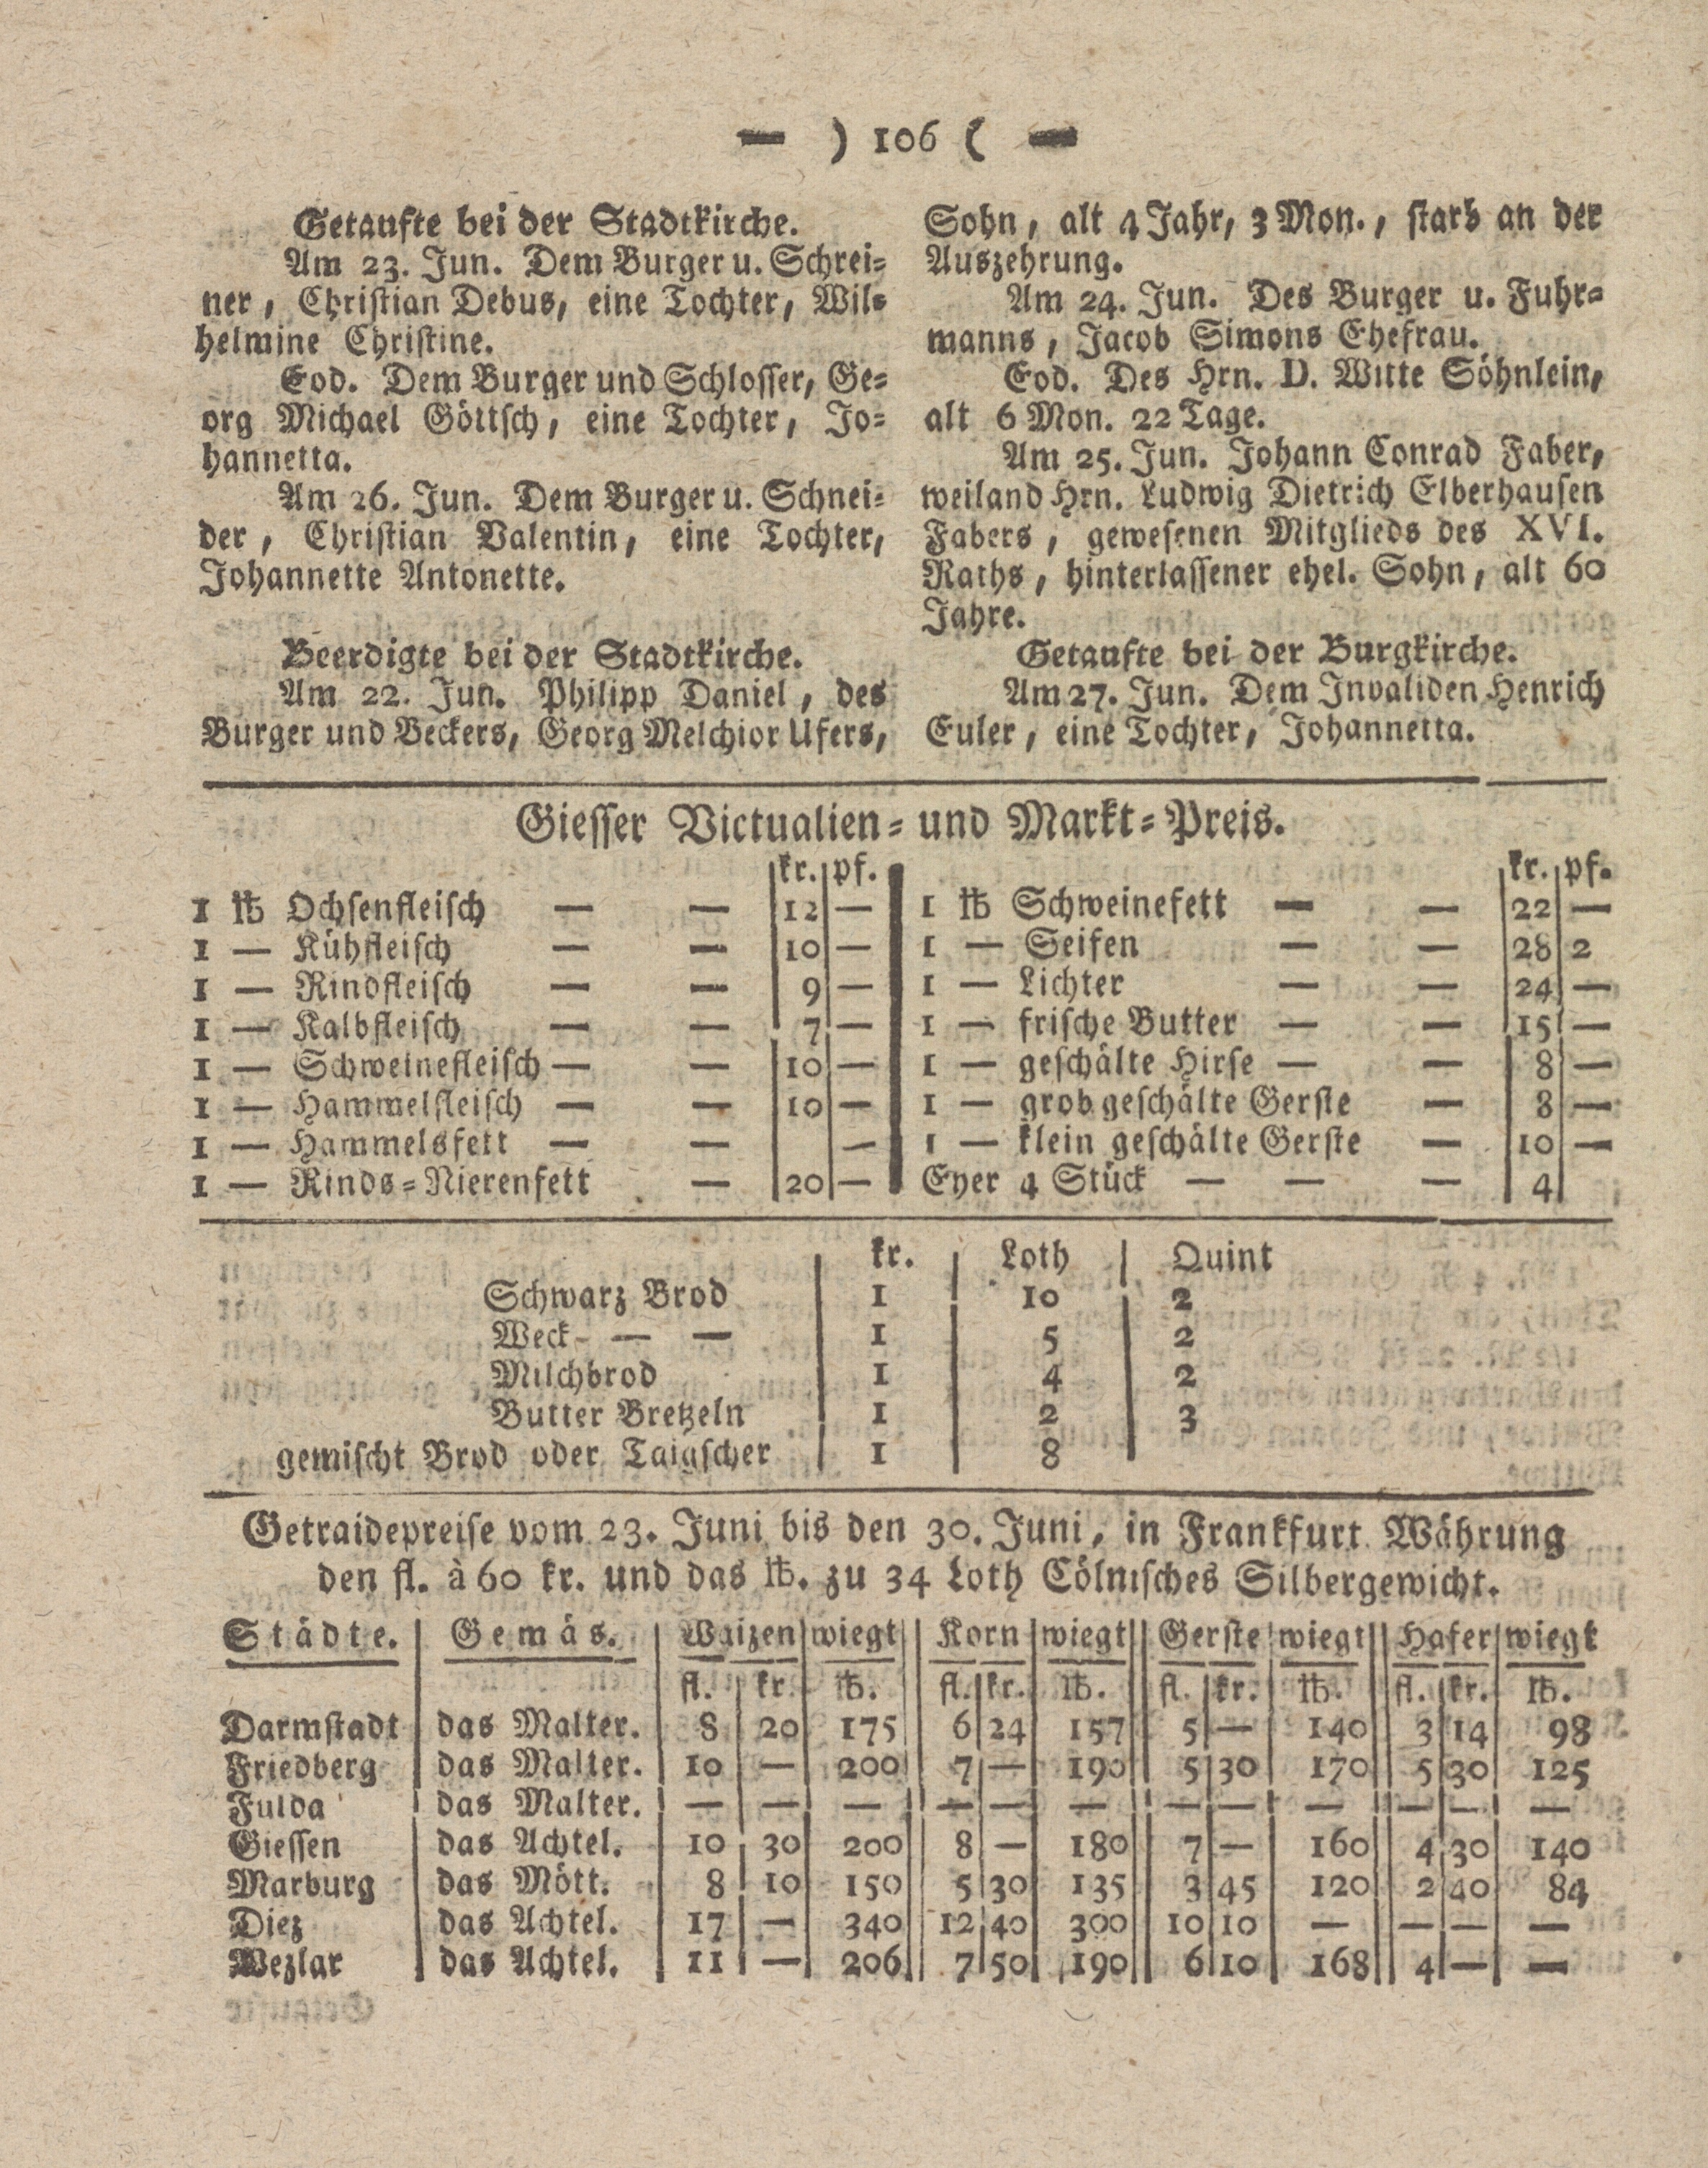 — ) 106 ( —
Getaufte bei der Stadtkirche.
Am 23. Jun. Dem Burger u. Schrei-
ner, Christian Debus, eine Tochter, Wil-
helmine Christine.
Eod. Dem Burger und Schlosser, Ge-
org Michael Göttsch, eine Tochter, Jo-
hannetta.
Am 26. Jun. Dem Burger u. Schnei-
der, Christian Valentin, eine Tochter,
Johannette Antonette.
Beerdigte bei der Stadtkirche.
Am 22. Jun. Philipp Daniel, des
Burger und Beckers, Georg Melchior Ufers,
Sohn, alt 4 Jahr, 3 Mon., starb an der
Auszehrung.
Am 24. Jun. Des Burger u. Fuhr-
manns, Jacob Simons Ehefrau.
Eod. Des Hrn. D. Witte Söhnlein,
alt 6 Mon. 22 Tage.
Am 25. Jun. Johann Conrad Faber,
weiland Hrn. Ludwig Dietrich Elberhausen
Fabers, gewesenen Mitglieds des XVI.
Raths, hinterlassener ehel. Sohn, alt 60
Jahre.
Getaufte bei der Burgkirche.
Am 27. Jun. Dem Invaliden Henrich
Euler, eine Tochter, Johannetta.
Giesser Victualien- und Markt-Preis.
kr. pf.
1 ℔ Ochsenfleisch — — 12 —
1 — Kühfleisch — — 10 —
1 — Rindfleisch — — 9 —
1 — Kalbfleisch — — 7 —
1 — Schweinefleisch — — 10 —
1 — Hammelfleisch — — 10 —
1 — Hammelsfett — — —
1 — Rinds-Nierenfett — 20 —
kr. pf.
1 ℔ Schweinefett — — 22 —
1 — Seifen — — 28 2
1 — Lichter — — 24 —
1 — frische Butter — — 15 —
1 — geschälte Hirse — — 8 —
1 — grob geschälte Gerste — 8 —
1 — klein geschälte Gerste — 10 —
Eyer 4 Stück — — — 4
kr. Loth Quint
Schwarz Brod 1 10 2
Weck — — 1 5 2
Milchbrod 1 4 2
Butter Bretzeln 1 2 3
gemischt Brod oder Taigscher 1 8
Getraidepreise vom 23. Juni bis den 30. Juni, in Frankfurt Währung
den fl. à 60 kr. und das ℔. zu 34 Loth Cölnisches Silbergewicht.
Städte. Gemäs. Waizen wiegt Korn wiegt Gerste wiegt Hafer wiegt
fl. kr. ℔. fl. kr. ℔. fl. kr. ℔. fl. kr. ℔.
Darmstadt das Malter. 8 20 175 6 24 157 5 — 140 3 14 98
Friedberg das Malter. 10 — 200 7 — 190 5 30 170 5 30 125
Fulda das Malter. — — — — — — — — — — — —
Giessen das Achtel. 10 30 200 8 — 180 7 — 160 4 30 140
Marburg das Mött. 8 10 150 5 30 135 3 45 120 2 40 84
Diez das Achtel. 17 — 340 12 40 300 10 10 — — — —
Wezlar das Achtel. 11 — 206 7 50 190 6 10 168 4 — —